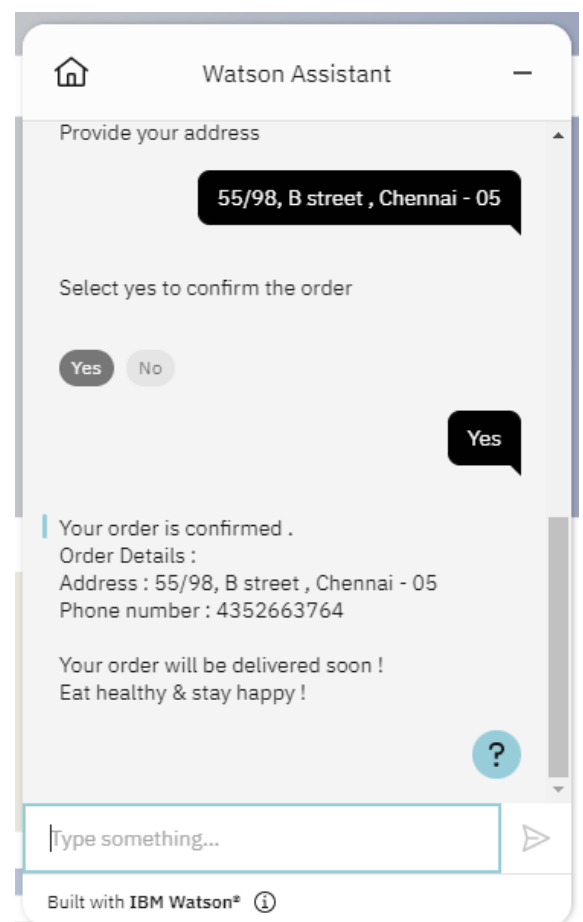 Watson Assistant
Provide your address
55/98, B street , Chennai - 05
Select yes to confirm the order
Yes
No
Yes
Your order is confirmed .
Order Details :
Address : 55/98, B street , Chennai - 05
Phone number : 4352663764
Your order will be delivered soon !
Eat healthy & stay happy !
?
Type something...
Built with IBM Watson®